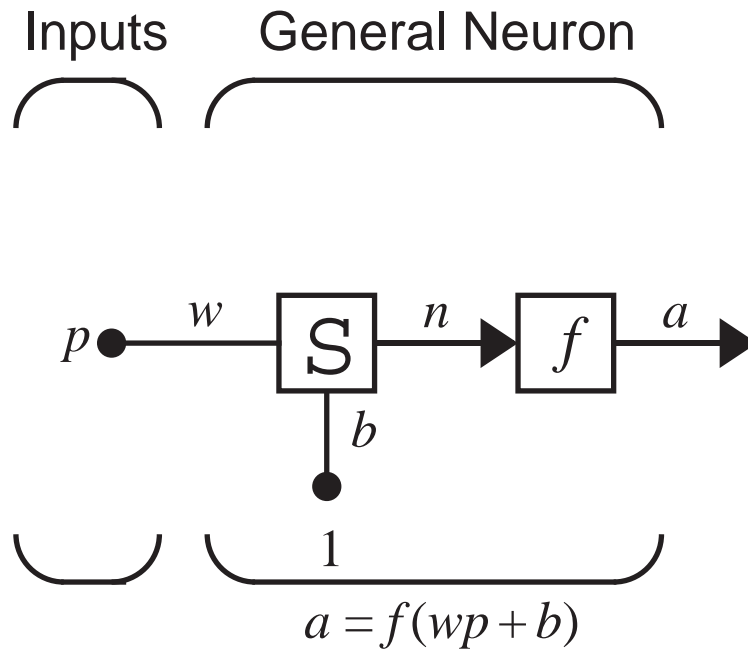 Inputs General Neuron
p w S n f a
b
1
a = f(wp + b)